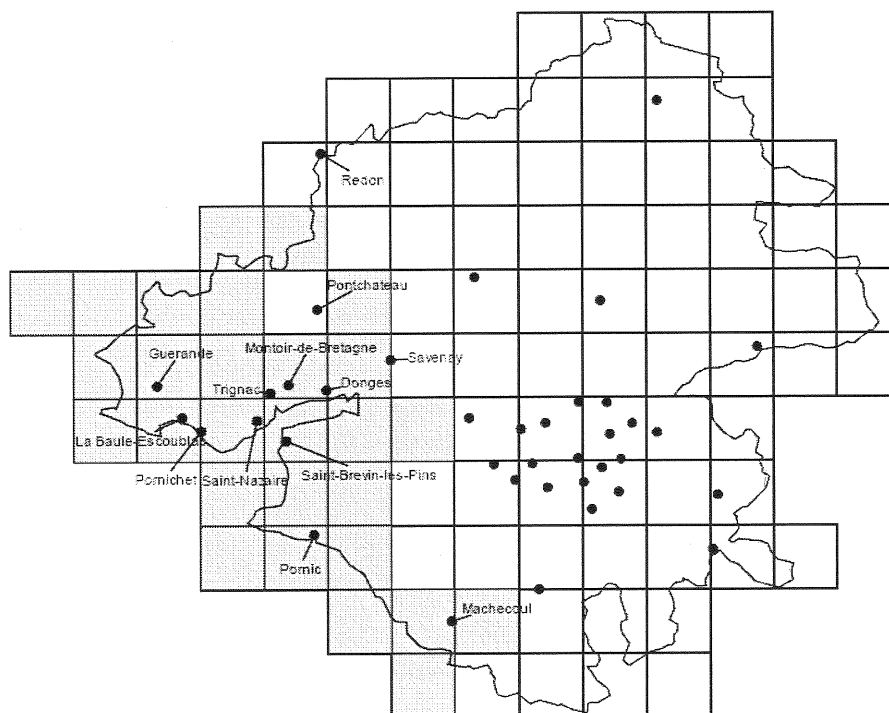 Redon
Pontchateau
Guerande
Montoir-de-Bretagne
Savenay
Trignac
Donges
La Baule-Escoublac
Pornichet
Saint-Nazaire
Saint-Brevin-les-Pins
Pornic
Machecoul